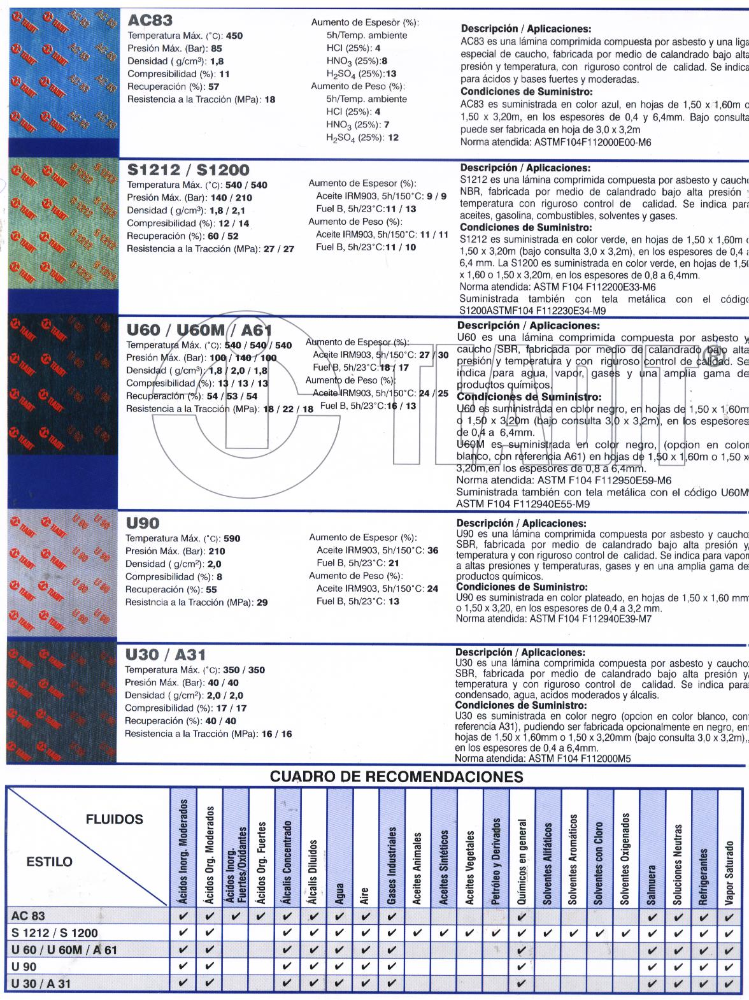 AC83
Temperatura Máx. (°C): 450
Presión Máx. (Bar): 85
Densidad ( g/cm³): 1,8
Compresibilidad (%): 11
Recuperación (%): 57
Resistencia a la Tracción (MPa): 18
Aumento de Espesor (%):
5h/Temp. ambiente
HCl (25%): 4
HNO₃ (25%):8
H₂SO₄ (25%):13
Aumento de Peso (%):
5h/Temp. ambiente
HCl (25%): 4
HNO₃ (25%): 7
H₂SO₄ (25%): 12
Descripción / Aplicaciones:
AC83 es una lámina comprimida compuesta por asbesto y una liga
especial de caucho, fabricada por medio de calandrado bajo alta
presión y temperatura, con riguroso control de calidad. Se indica
para ácidos y bases fuertes y moderadas.
Condiciones de Suministro:
AC83 es suministrada en color azul, en hojas de 1,50 x 1,60m o
1,50 x 3,20m, en los espesores de 0,4 y 6,4mm. Bajo consulta
puede ser fabricada en hoja de 3,0 x 3,2m
Norma atendida: ASTMF104F112000E00-M6
S1212 / S1200
Temperatura Máx. (°C): 540 / 540
Presión Máx. (Bar): 140 / 210
Densidad ( g/cm³): 1,8 / 2,1
Compresibilidad (%): 12 / 14
Recuperación (%): 60 / 52
Resistencia a la Tracción (MPa): 27 / 27
Aumento de Espesor (%):
Aceite IRM903, 5h/150°C: 9 / 9
Fuel B, 5h/23°C:11 / 13
Aumento de Peso (%):
Aceite IRM903, 5h/150°C: 11 / 11
Fuel B, 5h/23°C:11 / 10
Descripción / Aplicaciones:
S1212 es una lámina comprimida compuesta por asbesto y caucho
NBR, fabricada por medio de calandrado bajo alta presión
temperatura con riguroso control de calidad. Se indica para
aceites, gasolina, combustibles, solventes y gases.
Condiciones de Suministro:
S1212 es suministrada en color verde, en hojas de 1,50 x 1,60m
1,50 x 3,20m (bajo consulta 3,0 x 3,2m), en los espesores de 0,4
6,4 mm. La S1200 es suministrada en color verde, en hojas de 1,50
x 1,60 o 1,50 x 3,20m, en los espesores de 0,8 a 6,4mm.
Norma atendida: ASTM F104 F112200E33-M6
Suministrada también con tela metálica con el código
S1200ASTMF104 F112230E34-M9
U60 / U60M / A61
Temperatura Máx. (°C): 540 / 540 / 540
Presión Máx. (Bar): 100 / 140 / 100
Densidad ( g/cm³): 1,8 / 2,0 / 1,8
Compresibilidad (%): 13 / 13 / 13
Recuperación (%): 54 / 53 / 54
Resistencia a la Tracción (MPa): 18 / 22 / 18
Aumento de Espesor (%):
Aceite IRM903, 5h/150°C: 27 / 30
Fuel B, 5h/23°C:18 / 17
Aumento de Peso (%):
Aceite IRM903, 5h/150°C: 24 / 25
Fuel B, 5h/23°C:16 / 13
Descripción / Aplicaciones:
U60 es una lámina comprimida compuesta por asbesto y
caucho SBR, fabricada por medio de calandrado bajo alta
presión y temperatura y con riguroso control de calidad. Se
indica para agua, vapor, gases y una amplia gama de
productos químicos.
Condiciones de Suministro:
U60 es suministrada en color negro, en hojas de 1,50 x 1,60m
o 1,50 x 3,20m (bajo consulta 3,0 x 3,2m), en los espesores
de 0,4 a 6,4mm.
U60M es suministrada en color negro, (opcion en color
blanco, con referencia A61) en hojas de 1,50 x 1,60m o 1,50 x
3,20m,en los espesores de 0,8 a 6,4mm.
Norma atendida: ASTM F104 F112950E59-M6
Suministrada también con tela metálica con el código U60M
ASTM F104 F112940E55-M9
TEADIT ®
U90
Temperatura Máx. (°C): 590
Presión Máx. (Bar): 210
Densidad ( g/cm²): 2,0
Compresibilidad (%): 8
Recuperación (%): 55
Resistncia a la Tracción (MPa): 29
Aumento de Espesor (%):
Aceite IRM903, 5h/150°C: 36
Fuel B, 5h/23°C: 21
Aumento de Peso (%):
Aceite IRM903, 5h/150°C: 24
Fuel B, 5h/23°C: 13
Descripción / Aplicaciones:
U90 es una lámina comprimida compuesta por asbesto y caucho
SBR, fabricada por medio de calandrado bajo alta presión y
temperatura y con riguroso control de calidad. Se indica para vapor
a altas presiones y temperaturas, gases y en una amplia gama de
productos químicos.
Condiciones de Suministro:
U90 es suministrada en color plateado, en hojas de 1,50 x 1,60 mm
o 1,50 x 3,20, en los espesores de 0,4 a 3,2 mm.
Norma atendida: ASTM F104 F112940E39-M7
U30 / A31
Temperatura Máx. (°C): 350 / 350
Presión Máx. (Bar): 40 / 40
Densidad ( g/cm²): 2,0 / 2,0
Compresibilidad (%): 17 / 17
Recuperación (%): 40 / 40
Resistencia a la Tracción (MPa): 16 / 16
Descripción / Aplicaciones:
U30 es una lámina comprimida compuesta por asbesto y caucho
SBR, fabricada por medio de calandrado bajo alta presión y
temperatura y con riguroso control de calidad. Se indica para
condensado, agua, acidos moderados y álcalis.
Condiciones de Suministro:
U30 es suministrada en color negro (opcion en color blanco, con
referencia A31), pudiendo ser fabricada opcionalmente en negro, en
hojas de 1,50 x 1,60mm o 1,50 x 3,20mm (bajo consulta 3,0 x 3,2m),
en los espesores de 0,4 a 6,4mm.
Norma atendida: ASTM F104 F112000M5
CUADRO DE RECOMENDACIONES
FLUIDOS
ESTILO
Ácidos Inorg. Moderados
Ácidos Org. Moderados
Ácidos Inorg.
Fuertes/Oxidantes
Ácidos Org. Fuertes
Álcalis Concentrado
Álcalis Diluidos
Agua
Aire
Gases Industriales
Aceites Animales
Aceites Sintéticos
Aceites Vegetales
Petróleo y Derivados
Químicos en general
Solventes Alifáticos
Solventes Aromáticos
Solventes con Cloro
Solventes Oxigenados
Salmuera
Soluciones Neutras
Refrigerantes
Vapor Saturado
AC 83 ✔ ✔ ✔ ✔ ✔ ✔ ✔ ✔ ✔ ✔ ✔ ✔ ✔ ✔
S 1212 / S 1200 ✔ ✔ ✔ ✔ ✔ ✔ ✔ ✔ ✔ ✔ ✔ ✔ ✔ ✔ ✔ ✔ ✔ ✔ ✔ ✔
U 60 / U 60M / A 61 ✔ ✔ ✔ ✔ ✔ ✔ ✔ ✔ ✔ ✔ ✔ ✔
U 90 ✔ ✔ ✔ ✔ ✔ ✔ ✔ ✔ ✔ ✔ ✔ ✔
U 30 / A 31 ✔ ✔ ✔ ✔ ✔ ✔ ✔ ✔ ✔ ✔ ✔ ✔